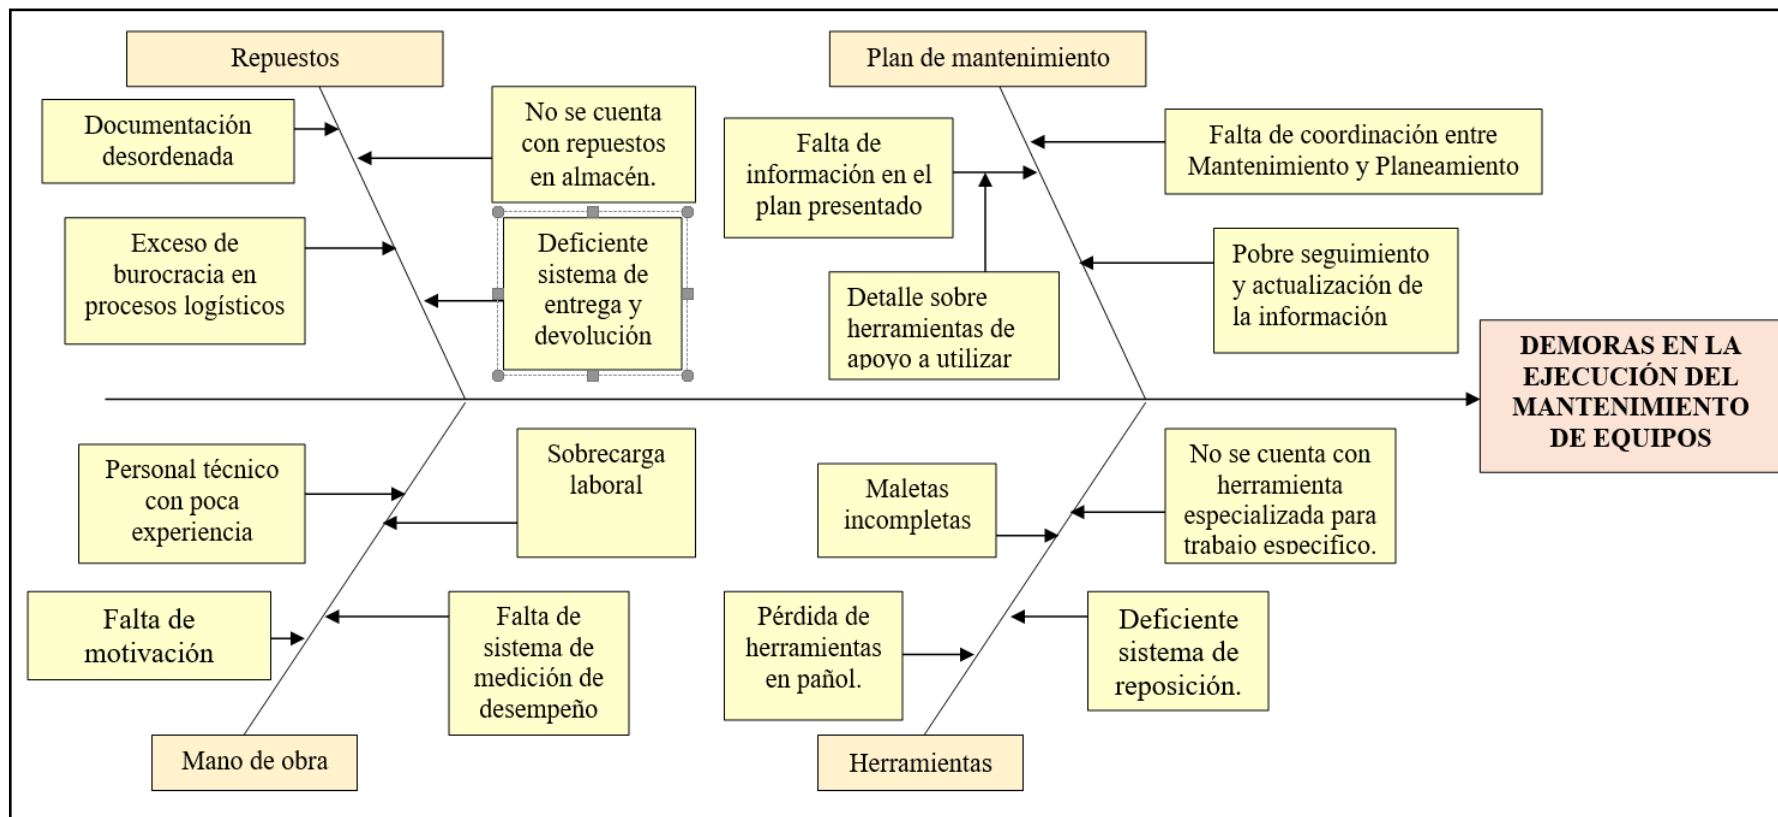 Repuestos
Plan de mantenimiento
Documentación
desordenada
No se cuenta
con repuestos
en almacén.
Falta de
información en el
plan presentado
Falta de coordinación entre
Mantenimiento y Planeamiento
Exceso de
burocracia en
procesos logísticos
Deficiente
sistema de
entrega y
devolución
Detalle sobre
herramientas de
apoyo a utilizar
Pobre seguimiento
y actualización de
la información
DEMORAS EN LA
EJECUCIÓN DEL
MANTENIMIENTO
DE EQUIPOS
Personal técnico
con poca
experiencia
Sobrecarga
laboral
Maletas
incompletas
No se cuenta con
herramienta
especializada para
trabajo especifico.
Falta de
motivación
Falta de
sistema de
medición de
desempeño
Pérdida de
herramientas
en pañol.
Deficiente
sistema de
reposición.
Mano de obra
Herramientas